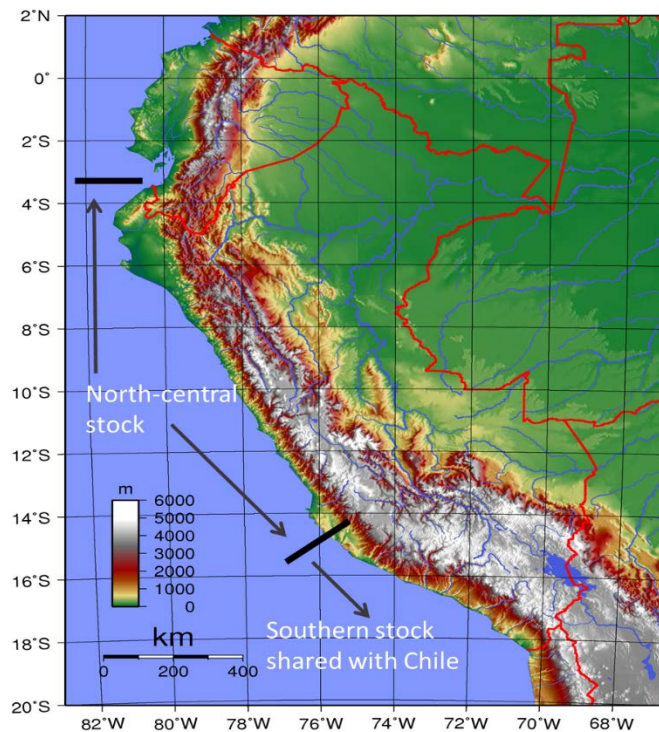 2°N
0°
2°S
4°S
6°S
8°S
10°S
12°S
14°S
16°S
18°S
20°S
North-central
stock
m
6000
5000
4000
3000
2000
1000
0
km
0 200 400
Southern stock
shared with Chile
82°W 80°W 78°W 76°W 74°W 72°W 70°W 68°W